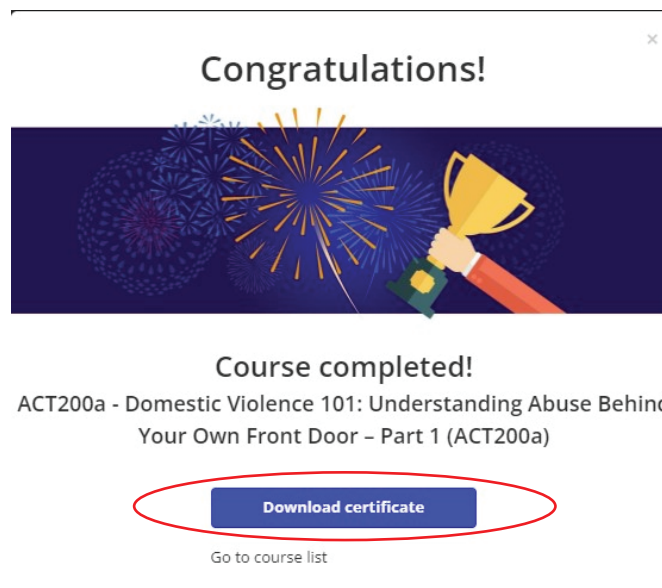 ×
Congratulations!
Course completed!
ACT200a - Domestic Violence 101: Understanding Abuse Behind
Your Own Front Door – Part 1 (ACT200a)
Download certificate
Go to course list